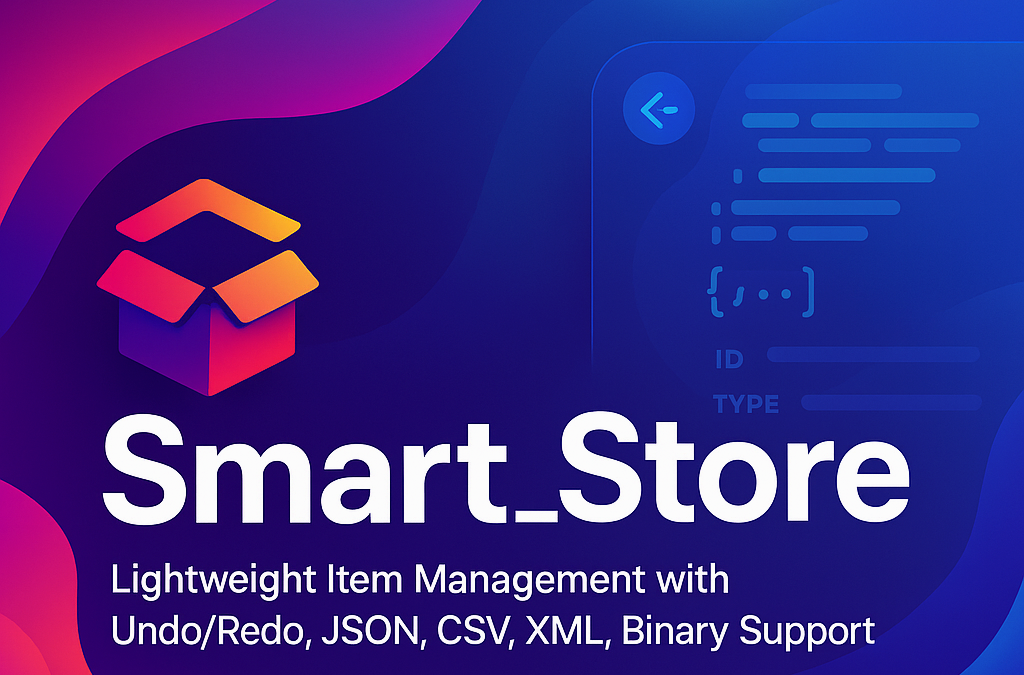 {,..]
ID
TYPE
Smart_Store
Lightweight Item Management with
Undo/Redo, JSON, CSV, XML, Binary Support